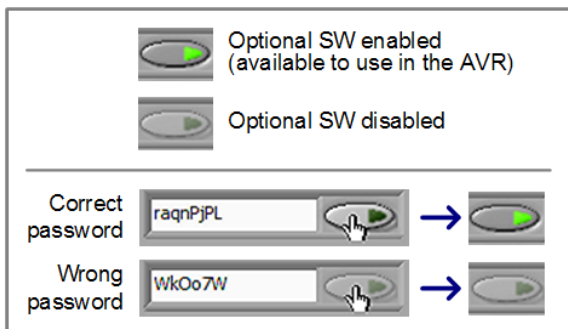 Optional SW enabled
(available to use in the AVR)
Optional SW disabled
Correct
password
raqnPjPL
Wrong
password
WkOo7W